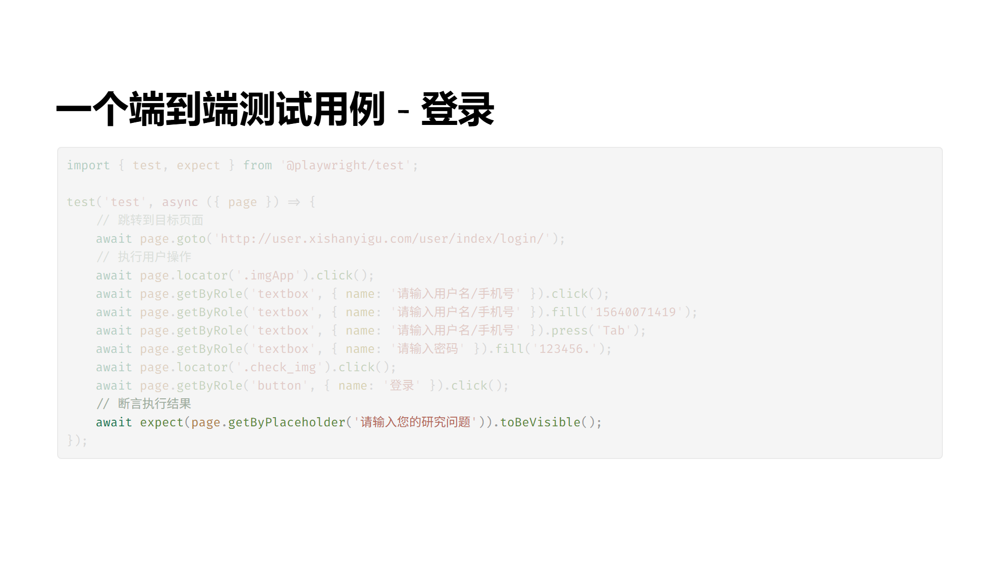 一个端到端测试用例 - 登录
import { test, expect } from '@playwright/test';
test('test', async ({ page }) => {
// 跳转到目标页面
await page.goto('http://user.xishanyigu.com/user/index/login/');
// 执行用户操作
await page.locator('.imgApp').click();
await page.getByRole('textbox', { name: '请输入用户名/手机号' }).click();
await page.getByRole('textbox', { name: '请输入用户名/手机号' }).fill('15640071419');
await page.getByRole('textbox', { name: '请输入用户名/手机号' }).press('Tab');
await page.getByRole('textbox', { name: '请输入密码' }).fill('123456.');
await page.locator('.check_img').click();
await page.getByRole('button', { name: '登录' }).click();
// 断言执行结果
await expect(page.getByPlaceholder('请输入您的研究问题')).toBeVisible();
});